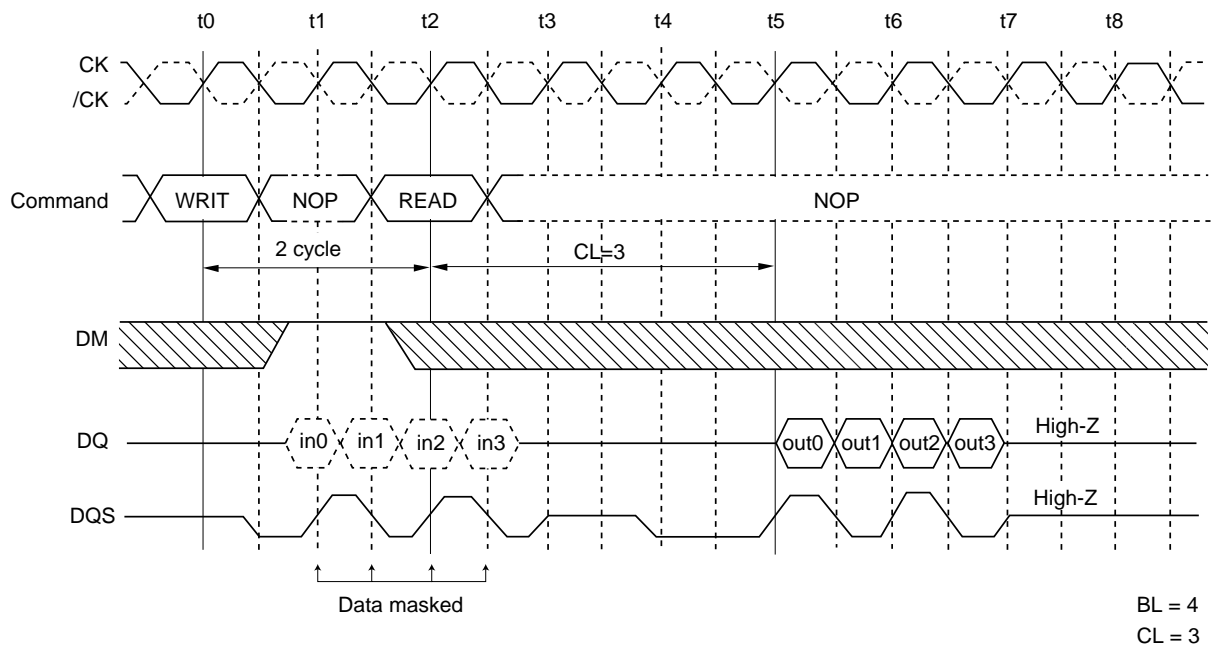 t0 t1 t2 t3 t4 t5 t6 t7 t8
CK
/CK
Command WRIT NOP READ NOP
2 cycle CL=3
DM
DQ in0 in1 in2 in3 out0 out1 out2 out3 High-Z
DQS High-Z
Data masked
BL = 4
CL = 3